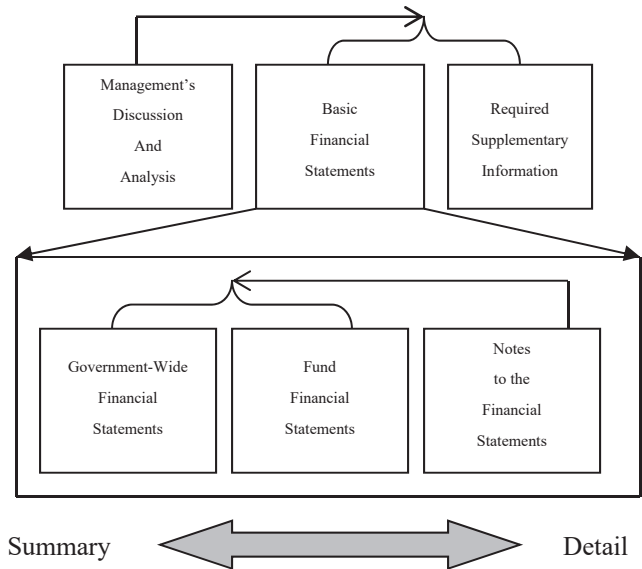 Management’s
Discussion
And
Analysis
Basic
Financial
Statements
Required
Supplementary
Information
Government-Wide
Financial
Statements
Fund
Financial
Statements
Notes
to the
Financial
Statements
Summary
Detail